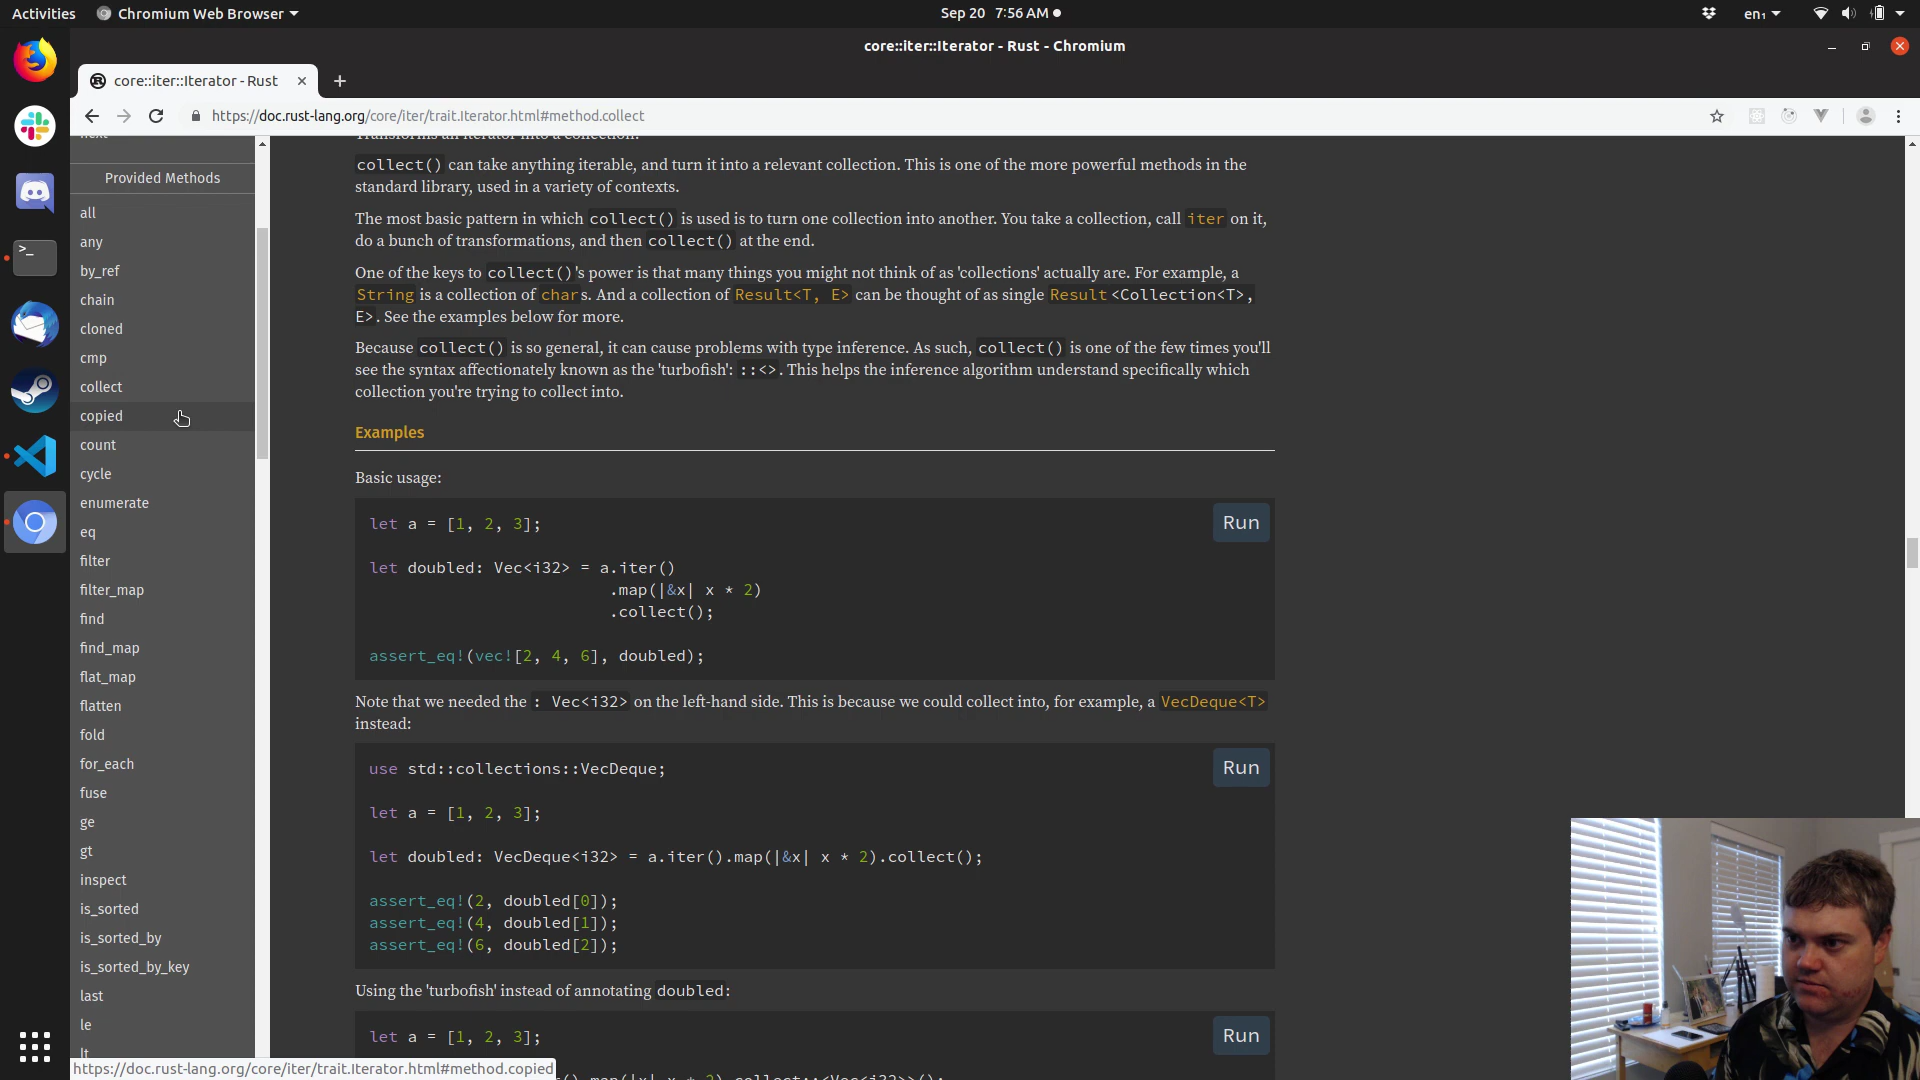 Activities
Chromium Web Browser
Sep 20 7:56 AM
en₁
core::iter::Iterator - Rust - Chromium
core::iter::Iterator - Rust
https://doc.rust-lang.org/core/iter/trait.Iterator.html#method.collect
next
Provided Methods
all
any
by_ref
chain
cloned
cmp
collect
copied
count
cycle
enumerate
eq
filter
filter_map
find
find_map
flat_map
flatten
fold
for_each
fuse
ge
gt
inspect
is_sorted
is_sorted_by
is_sorted_by_key
last
le
lt
https://doc.rust-lang.org/core/iter/trait.Iterator.html#method.copied
Transforms an iterator into a collection.
collect() can take anything iterable, and turn it into a relevant collection. This is one of the more powerful methods in the
standard library, used in a variety of contexts.
The most basic pattern in which collect() is used is to turn one collection into another. You take a collection, call iter on it,
do a bunch of transformations, and then collect() at the end.
One of the keys to collect()'s power is that many things you might not think of as 'collections' actually are. For example, a
String is a collection of chars. And a collection of Result<T, E> can be thought of as single Result<Collection<T>,
E>. See the examples below for more.
Because collect() is so general, it can cause problems with type inference. As such, collect() is one of the few times you'll
see the syntax affectionately known as the 'turbofish': ::<>. This helps the inference algorithm understand specifically which
collection you're trying to collect into.
Examples
Basic usage:
let a = [1, 2, 3];
Run
let doubled: Vec<i32> = a.iter()
.map(|&x| x * 2)
.collect();
assert_eq!(vec![2, 4, 6], doubled);
Note that we needed the : Vec<i32> on the left-hand side. This is because we could collect into, for example, a VecDeque<T>
instead:
use std::collections::VecDeque;
Run
let a = [1, 2, 3];
let doubled: VecDeque<i32> = a.iter().map(|&x| x * 2).collect();
assert_eq!(2, doubled[0]);
assert_eq!(4, doubled[1]);
assert_eq!(6, doubled[2]);
Using the 'turbofish' instead of annotating doubled:
let a = [1, 2, 3];
Run
.map(|x| x * 2).collect::<Vec<i32>>();